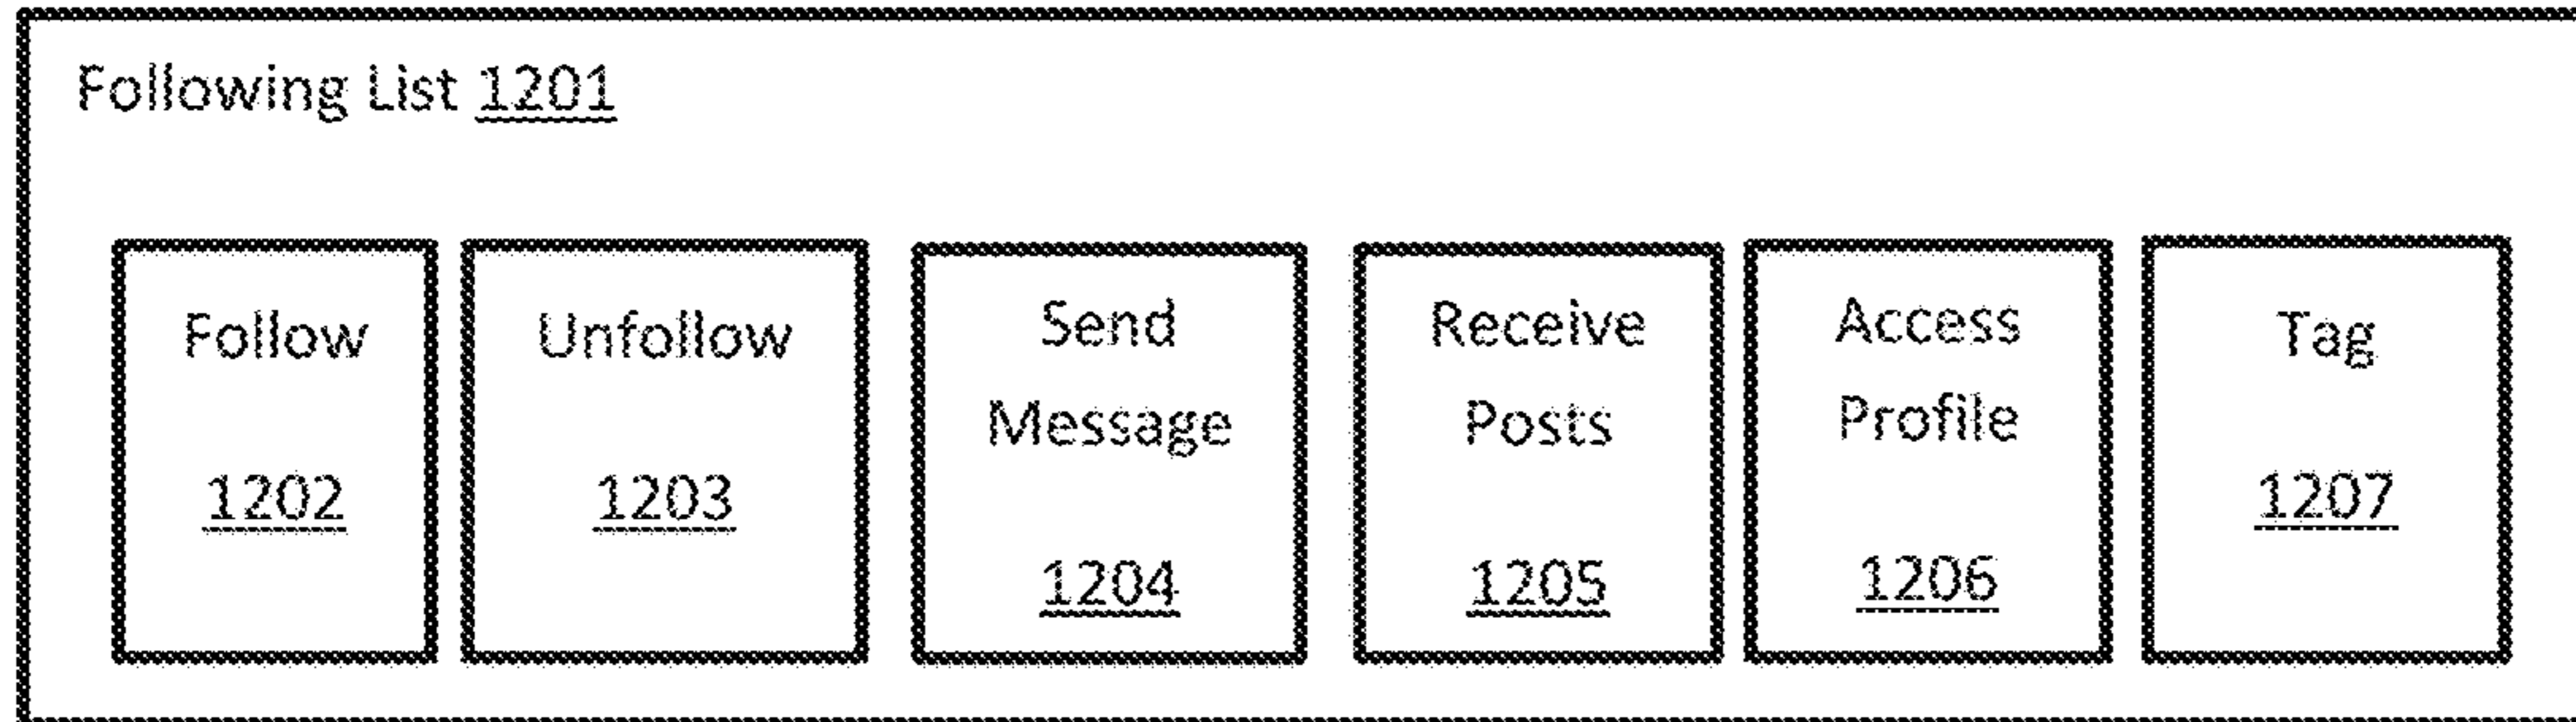 Following List 1201
Follow
1202
Unfollow
1203
Send
Message
1204
Receive
Posts
1205
Access
Profile
1206
Tag
1207